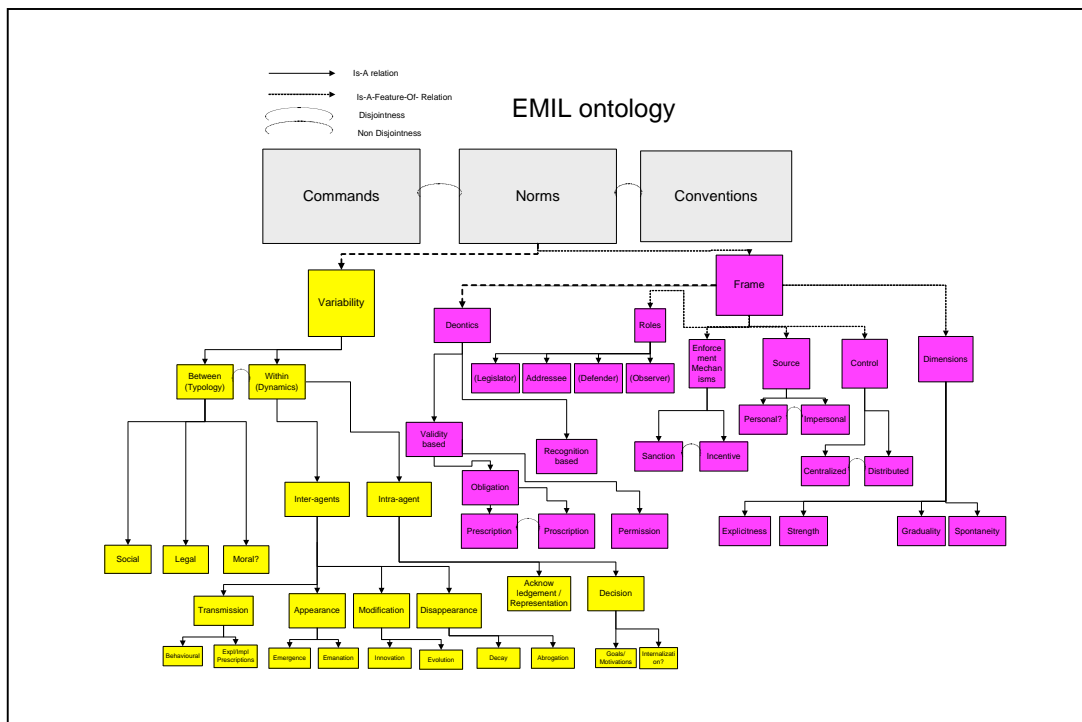 Is-A relation
Is-A-Feature-Of- Relation
Disjointness
Non Disjointness
EMIL ontology
Commands
Norms
Conventions
Variability
Frame
Deontics
Roles
Enforce
ment
Mechan
isms
Source
Control
Dimensions
Between
(Typology)
Within
(Dynamics)
(Legislator)
Addressee
(Defender)
(Observer)
Personal?
Impersonal
Validity
based
Recognition
based
Sanction
Incentive
Centralized
Distributed
Obligation
Inter-agents
Intra-agent
Prescription
Proscription
Permission
Explicitness
Strength
Graduality
Spontaneity
Social
Legal
Moral?
Acknow
ledgement /
Representation
Decision
Transmission
Appearance
Modification
Disappearance
Behavioural
Expl/Impl
Prescriptions
Emergence
Emanation
Innovation
Evolution
Decay
Abrogation
Goals/
Motivations
Internalizati
on?